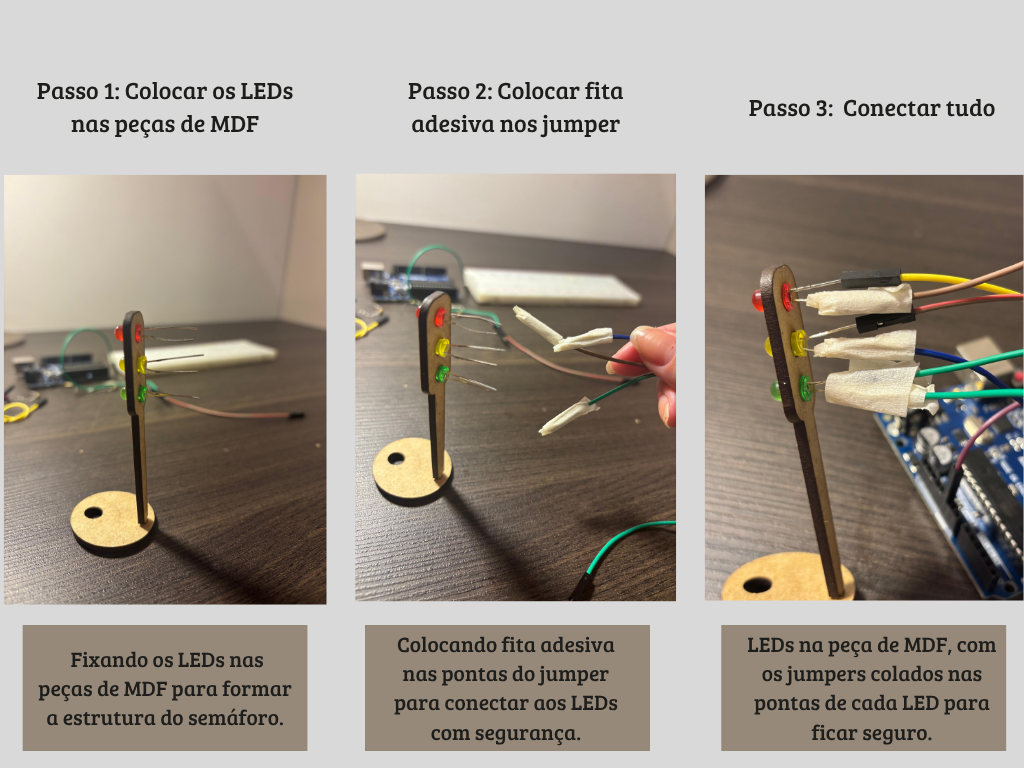 Passo 1: Colocar os LEDs
nas peças de MDF
Passo 2: Colocar fita
adesiva nos jumper
Passo 3: Conectar tudo
Fixando os LEDs nas
peças de MDF para formar
a estrutura do semáforo.
Colocando fita adesiva
nas pontas do jumper
para conectar aos LEDs
com segurança.
LEDs na peça de MDF, com
os jumpers colados nas
pontas de cada LED para
ficar seguro.